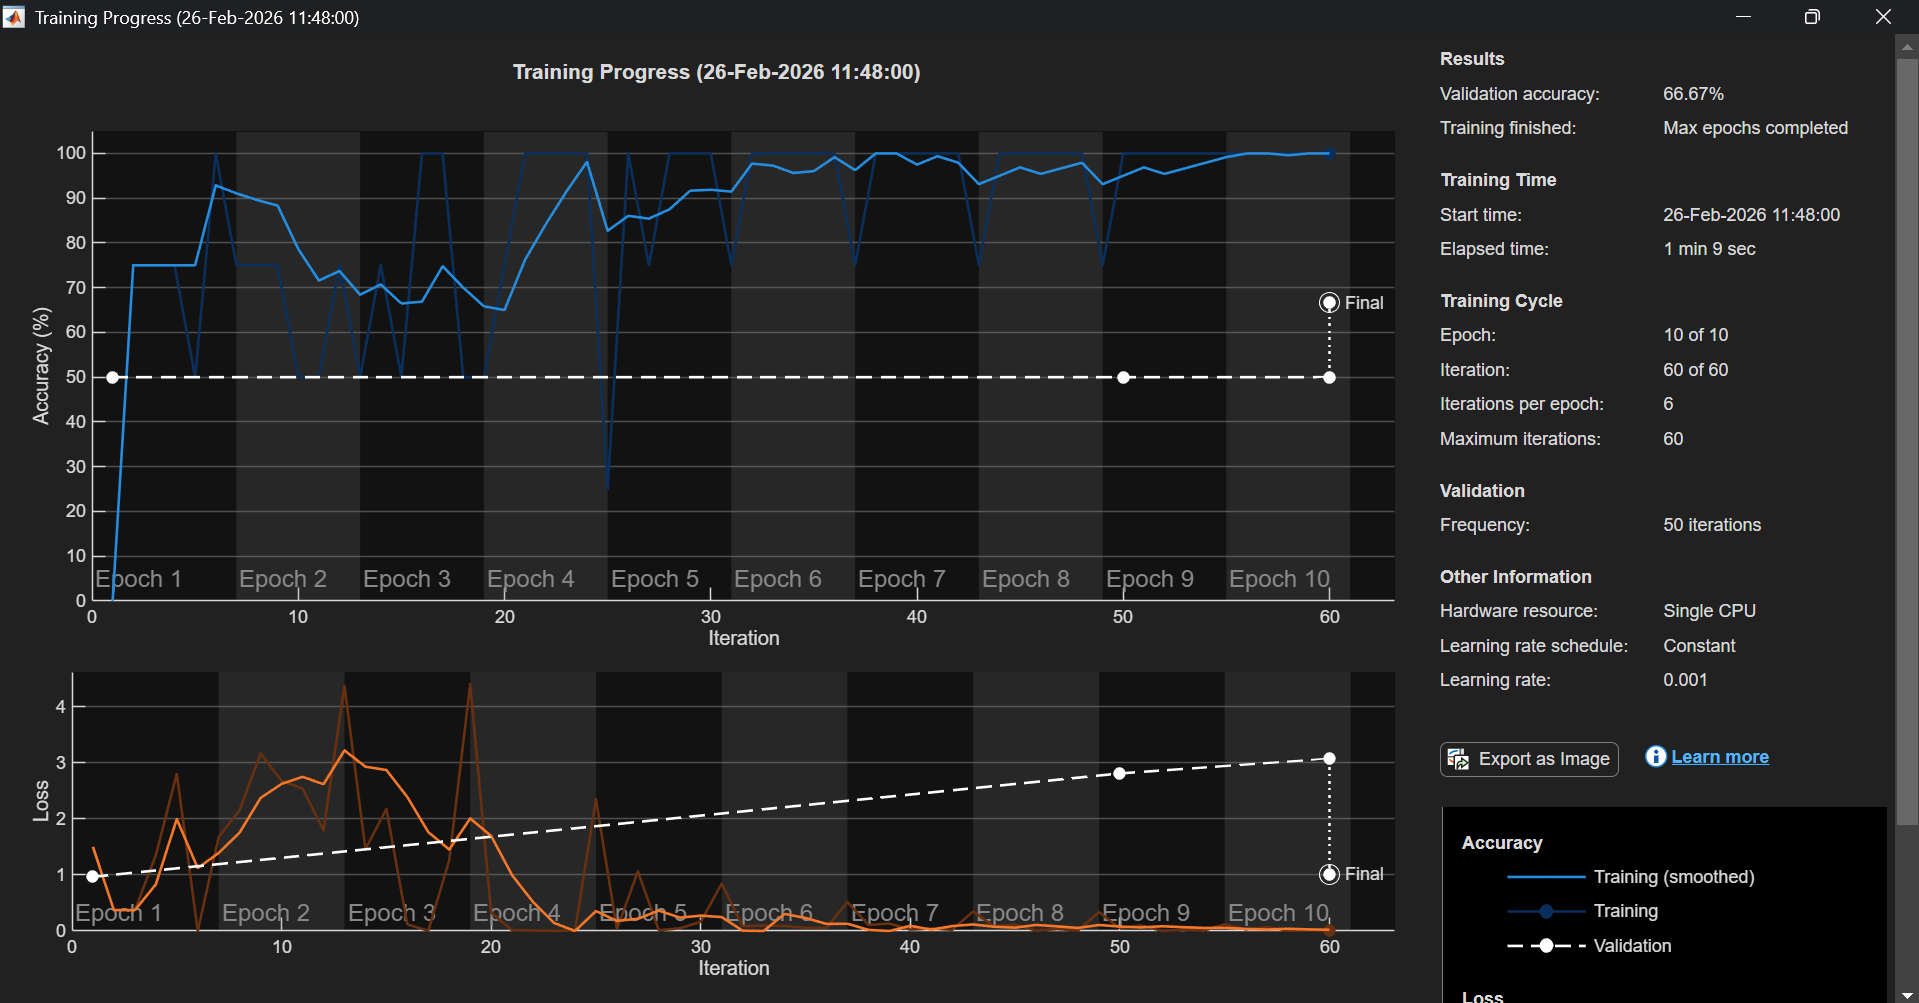 Training Progress (26-Feb-2026 11:48:00)
Training Progress (26-Feb-2026 11:48:00)
Accuracy (%)
100
90
80
70
60
50
40
30
20
10
0
Final
Epoch 1 Epoch 2 Epoch 3 Epoch 4 Epoch 5 Epoch 6 Epoch 7 Epoch 8 Epoch 9 Epoch 10
0 10 20 30 40 50 60
Iteration
Loss
4
3
2
1
0
Final
Epoch 1 Epoch 2 Epoch 3 Epoch 4 Epoch 5 Epoch 6 Epoch 7 Epoch 8 Epoch 9 Epoch 10
0 10 20 30 40 50 60
Iteration
Results
Validation accuracy: 66.67%
Training finished: Max epochs completed
Training Time
Start time: 26-Feb-2026 11:48:00
Elapsed time: 1 min 9 sec
Training Cycle
Epoch: 10 of 10
Iteration: 60 of 60
Iterations per epoch: 6
Maximum iterations: 60
Validation
Frequency: 50 iterations
Other Information
Hardware resource: Single CPU
Learning rate schedule: Constant
Learning rate: 0.001
Export as Image
Learn more
Accuracy
Training (smoothed)
Training
Validation
Loss